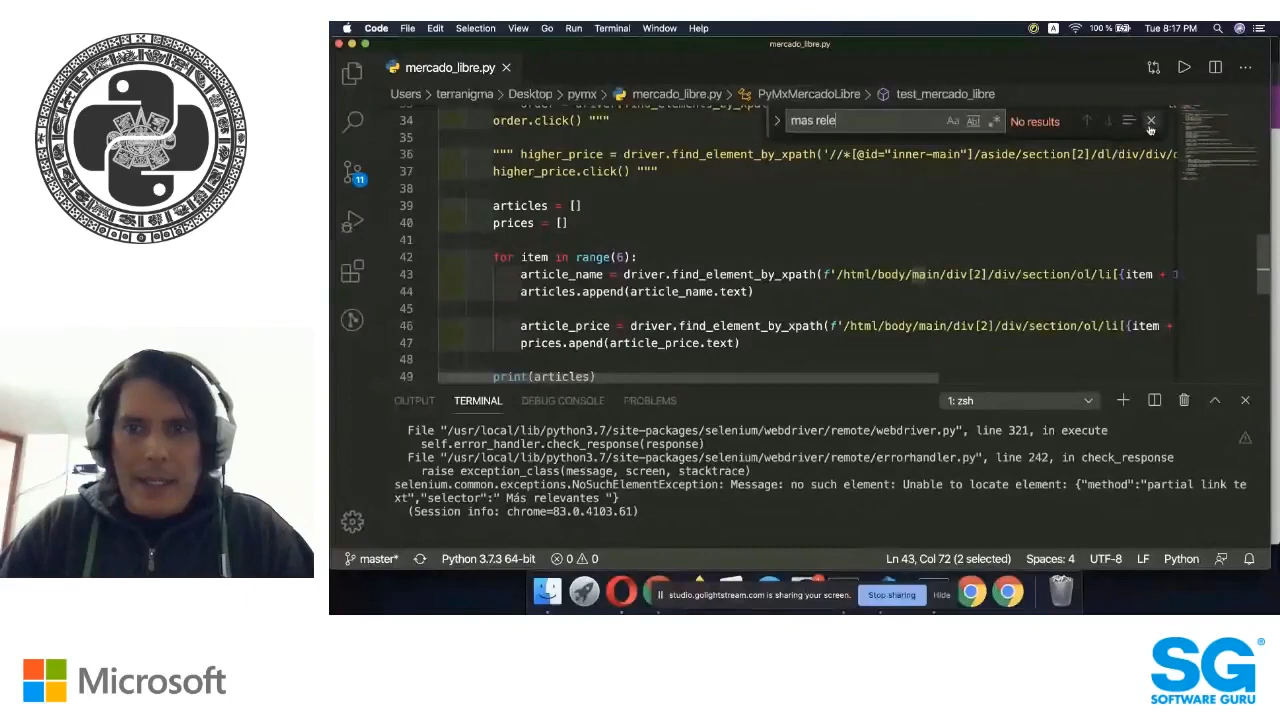 Code File Edit Selection View Go Run Terminal Window Help
A 100 % Tue 8:17 PM
mercado_libre.py
mercado_libre.py
Users > terranigma > Desktop > pymx > mercado_libre.py > PyMxMercadoLibre > test_mercado_libre
mas rele
Aa Ab| No results
34 order.click() """
36 """ higher_price = driver.find_element_by_xpath('//*[@id="inner-main"]/aside/section[2]/dl/div/div/
37 higher_price.click() """
38
39 articles = []
40 prices = []
41
42 for item in range(6):
43 article_name = driver.find_element_by_xpath(f'/html/body/main/div[2]/div/section/ol/li[{item +
44 articles.append(article_name.text)
45
46 article_price = driver.find_element_by_xpath(f'/html/body/main/div[2]/div/section/ol/li[{item +
47 prices.apend(article_price.text)
48
49 print(articles)
OUTPUT TERMINAL DEBUG CONSOLE PROBLEMS 1: zsh
File "/usr/local/lib/python3.7/site-packages/selenium/webdriver/remote/webdriver.py", line 321, in execute
self.error_handler.check_response(response)
File "/usr/local/lib/python3.7/site-packages/selenium/webdriver/remote/errorhandler.py", line 242, in check_response
raise exception_class(message, screen, stacktrace)
selenium.common.exceptions.NoSuchElementException: Message: no such element: Unable to locate element: {"method":"partial link te
xt","selector":" Más relevantes "}
(Session info: chrome=83.0.4103.61)
11
master* Python 3.7.3 64-bit 0 0 Ln 43, Col 72 (2 selected) Spaces: 4 UTF-8 LF Python
studio.golightstream.com is sharing your screen. Stop sharing Hide
Microsoft
SG
SOFTWARE GURU